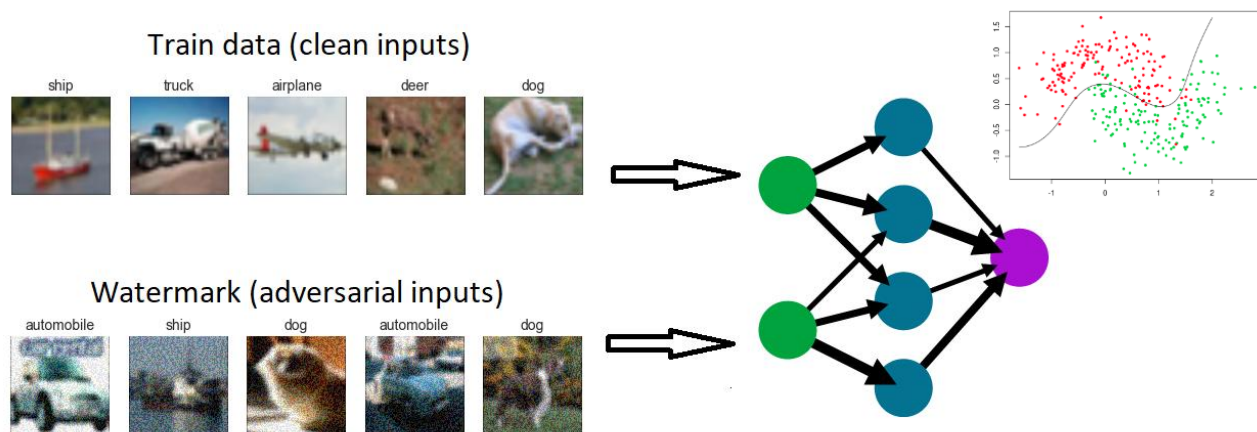 Train data (clean inputs)
ship truck airplane deer dog
Watermark (adversarial inputs)
automobile ship dog automobile dog
1.5
1.0
0.5
0.0
-0.5
-1.0
-1 0 1 2